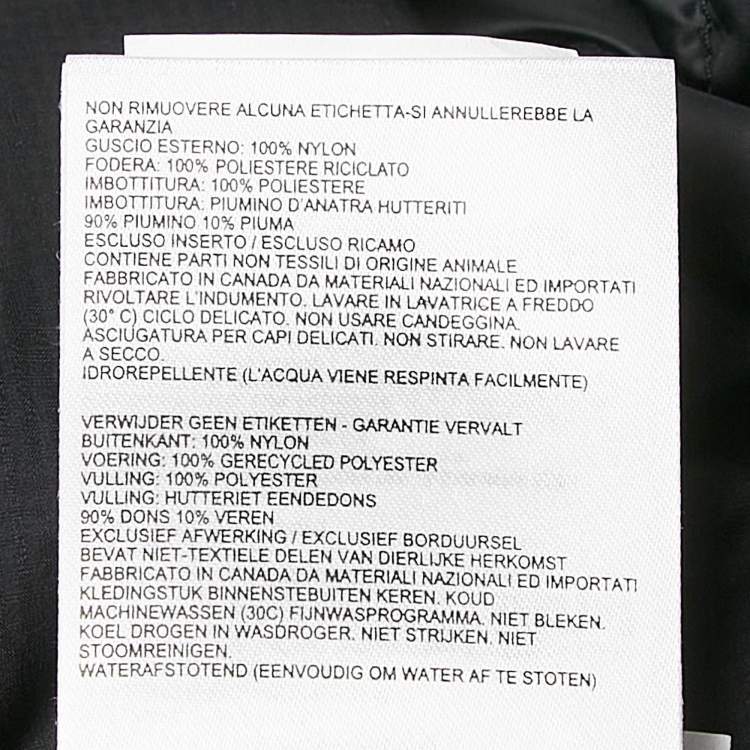 NON RIMUOVERE ALCUNA ETICHETTA-SI ANNULLEREBBE LA
GARANZIA
GUSCIO ESTERNO: 100% NYLON
FODERA: 100% POLIESTERE RICICLATO
IMBOTTITURA: 100% POLIESTERE
IMBOTTITURA: PIUMINO D'ANATRA HUTTERITI
90% PIUMINO 10% PIUMA
ESCLUSO INSERTO / ESCLUSO RICAMO
CONTIENE PARTI NON TESSILI DI ORIGINE ANIMALE
FABBRICATO IN CANADA DA MATERIALI NAZIONALI ED IMPORTATI
RIVOLTARE L'INDUMENTO. LAVARE IN LAVATRICE A FREDDO
(30° C) CICLO DELICATO. NON USARE CANDEGGINA.
ASCIUGATURA PER CAPI DELICATI. NON STIRARE. NON LAVARE
A SECCO.
IDROREPELLENTE (L'ACQUA VIENE RESPINTA FACILMENTE)
VERWIJDER GEEN ETIKETTEN - GARANTIE VERVALT
BUITENKANT: 100% NYLON
VOERING: 100% GERECYCLED POLYESTER
VULLING: 100% POLYESTER
VULLING: HUTTERIET EENDEDONS
90% DONS 10% VEREN
EXCLUSIEF AFWERKING / EXCLUSIEF BORDUURSEL
BEVAT NIET-TEXTIELE DELEN VAN DIERLIJKE HERKOMST
FABBRICATO IN CANADA DA MATERIALI NAZIONALI ED IMPORTATI
KLEDINGSTUK BINNENSTEBUITEN KEREN. KOUD
MACHINEWASSEN (30C) FIJNWASPROGRAMMA. NIET BLEKEN.
KOEL DROGEN IN WASDROGER. NIET STRIJKEN. NIET
STOOMREINIGEN.
WATERAFSTOTEND (EENVOUDIG OM WATER AF TE STOTEN)